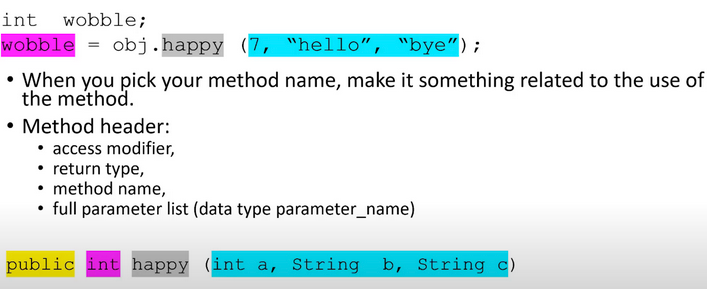 int  wobble;
wobble = obj.happy (7, “hello”, “bye”);
• When you pick your method name, make it something related to the use of
the method.
• Method header:
• access modifier,
• return type,
• method name,
• full parameter list (data type parameter_name)
public int happy (int a, String  b, String c)